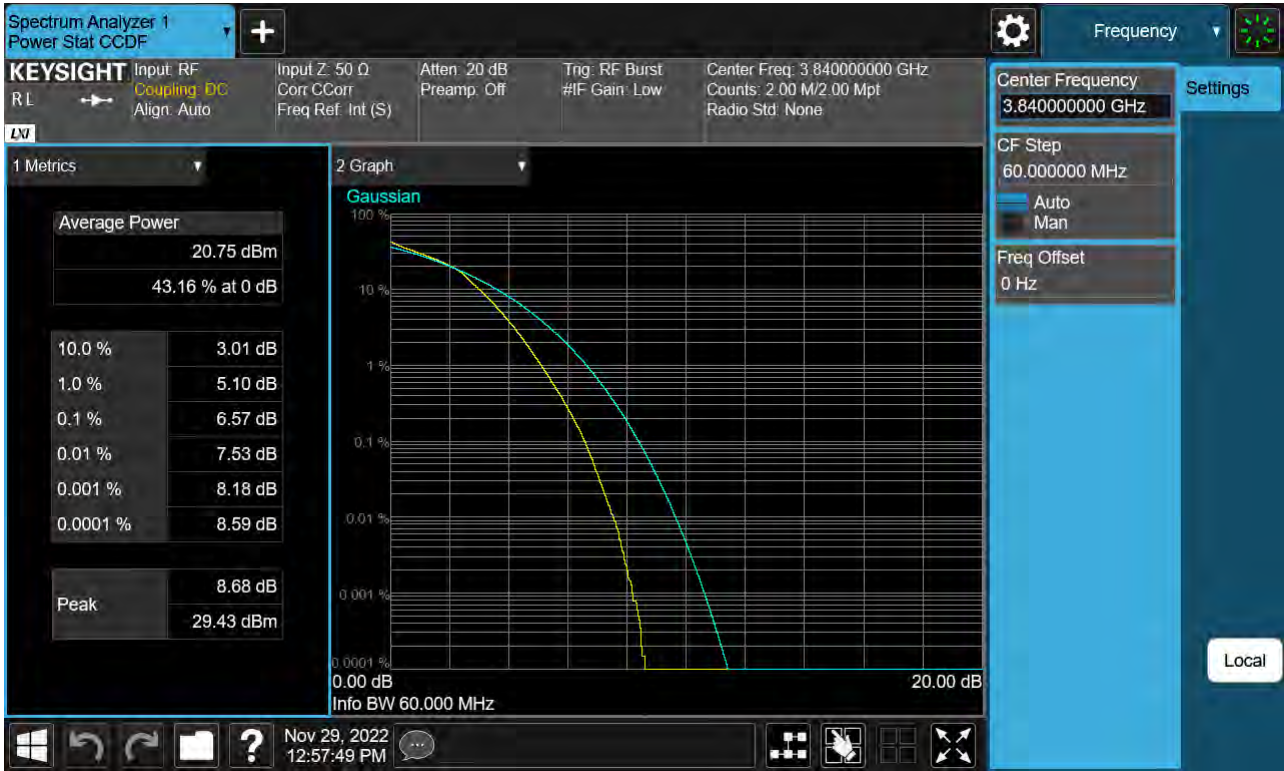 Spectrum Analyzer 1
Power Stat CCDF
Frequency
KEYSIGHT
RL
LXI
Input: RF
Coupling: DC
Align: Auto
Input Z: 50 Ω
Corr CCorr
Freq Ref: Int (S)
Atten: 20 dB
Preamp: Off
Trig: RF Burst
#IF Gain: Low
Center Freq: 3.840000000 GHz
Counts: 2.00 M/2.00 Mpt
Radio Std: None
Center Frequency
3.840000000 GHz
Settings
CF Step
60.000000 MHz
Auto
Man
Freq Offset
0 Hz
1 Metrics
Average Power
20.75 dBm
43.16 % at 0 dB
10.0 % 3.01 dB
1.0 % 5.10 dB
0.1 % 6.57 dB
0.01 % 7.53 dB
0.001 % 8.18 dB
0.0001 % 8.59 dB
Peak
8.68 dB
29.43 dBm
2 Graph
Gaussian
100 %
10 %
1 %
0.1 %
0.01 %
0.001 %
0.0001 %
0.00 dB 20.00 dB
Info BW 60.000 MHz
Local
?
Nov 29, 2022
12:57:49 PM